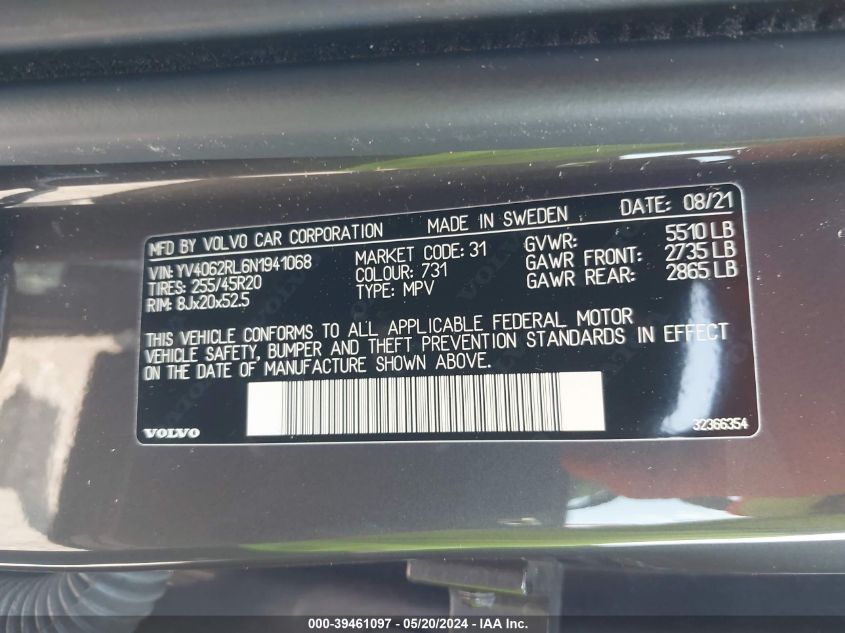 MFD BY VOLVO CAR CORPORATION MADE IN SWEDEN DATE: 08/21
VIN: YV4062RL6N1941068 MARKET CODE: 31 GVWR: 5510 LB
TIRES: 255/45R20 COLOUR: 731 GAWR FRONT: 2735 LB
RIM: 8Jx20x52.5 TYPE: MPV GAWR REAR: 2865 LB
THIS VEHICLE CONFORMS TO ALL APPLICABLE FEDERAL MOTOR
VEHICLE SAFETY, BUMPER AND THEFT PREVENTION STANDARDS IN EFFECT
ON THE DATE OF MANUFACTURE SHOWN ABOVE.
VOLVO 32366354
000-39461097 - 05/20/2024 - IAA Inc.